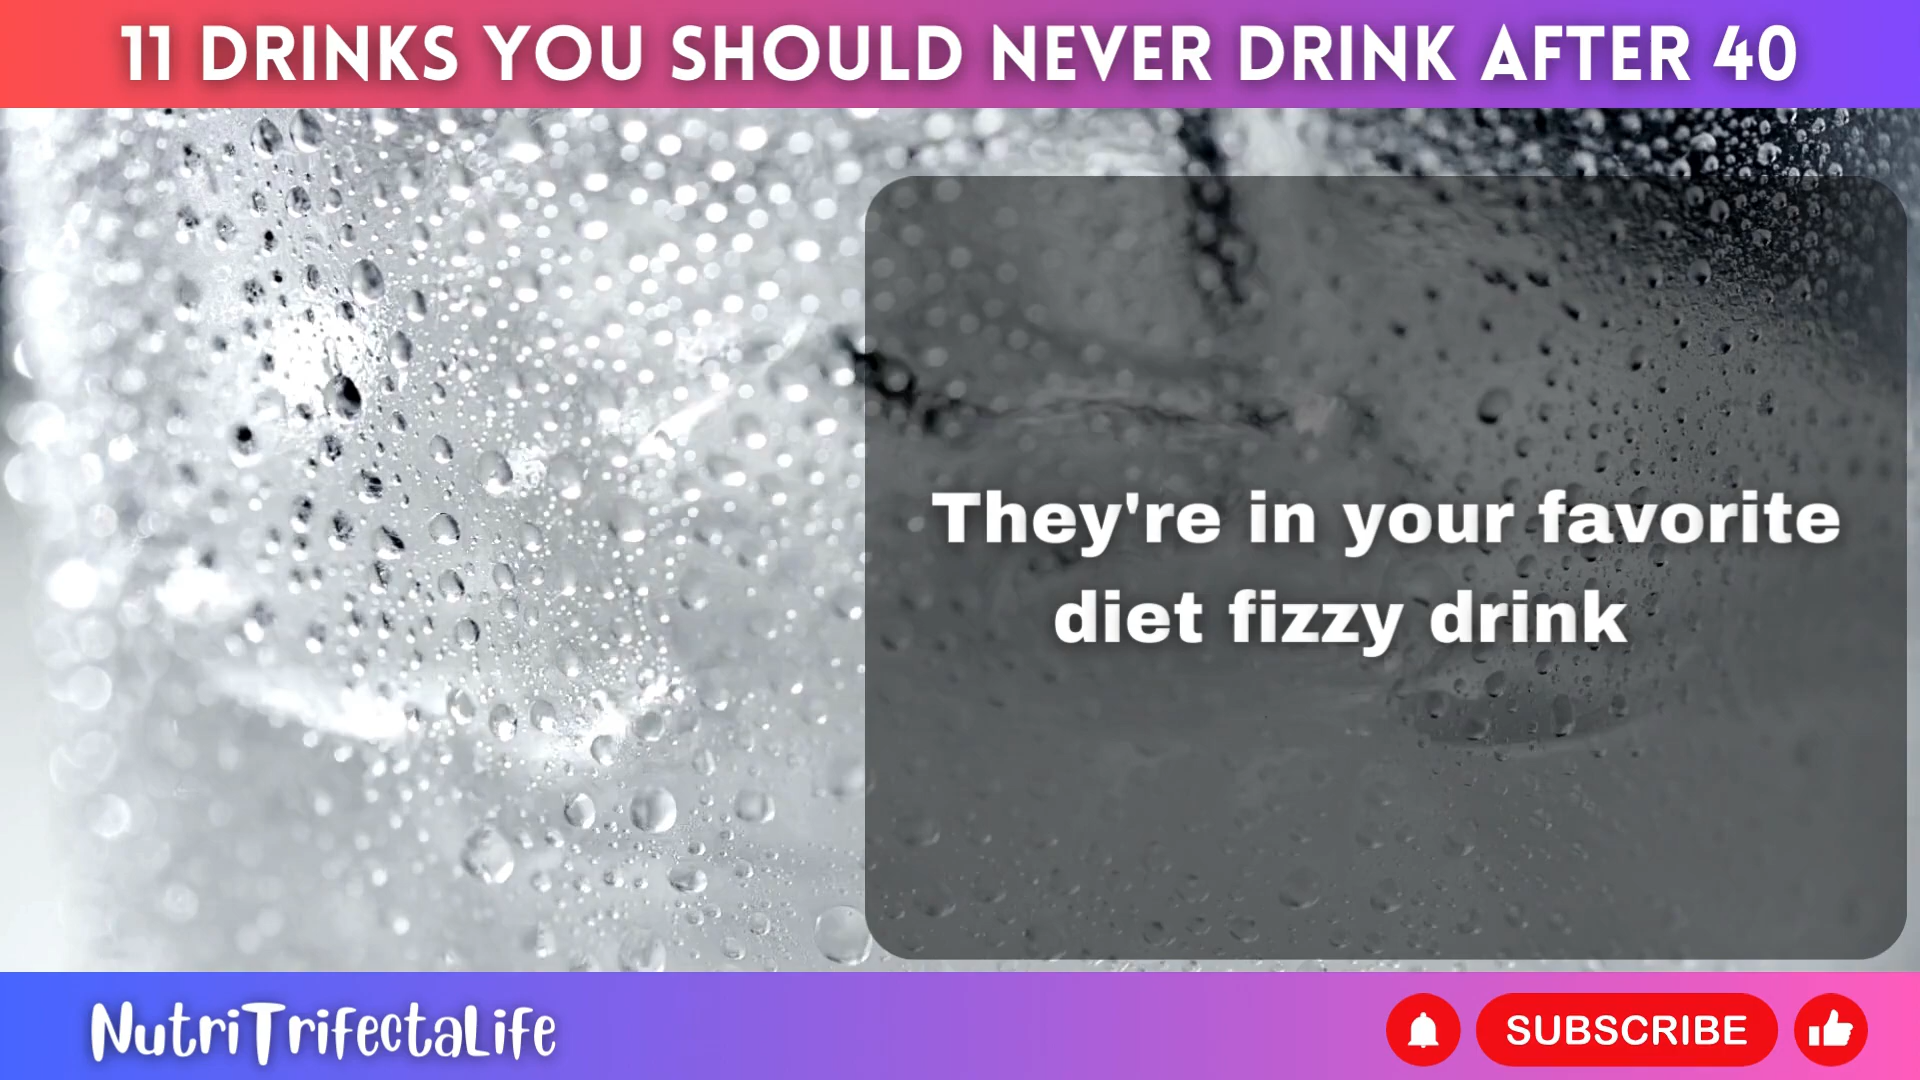 11 DRINKS YOU SHOULD NEVER DRINK AFTER 40
They're in your favorite
diet fizzy drink
NutriTrifectaLife
SUBSCRIBE